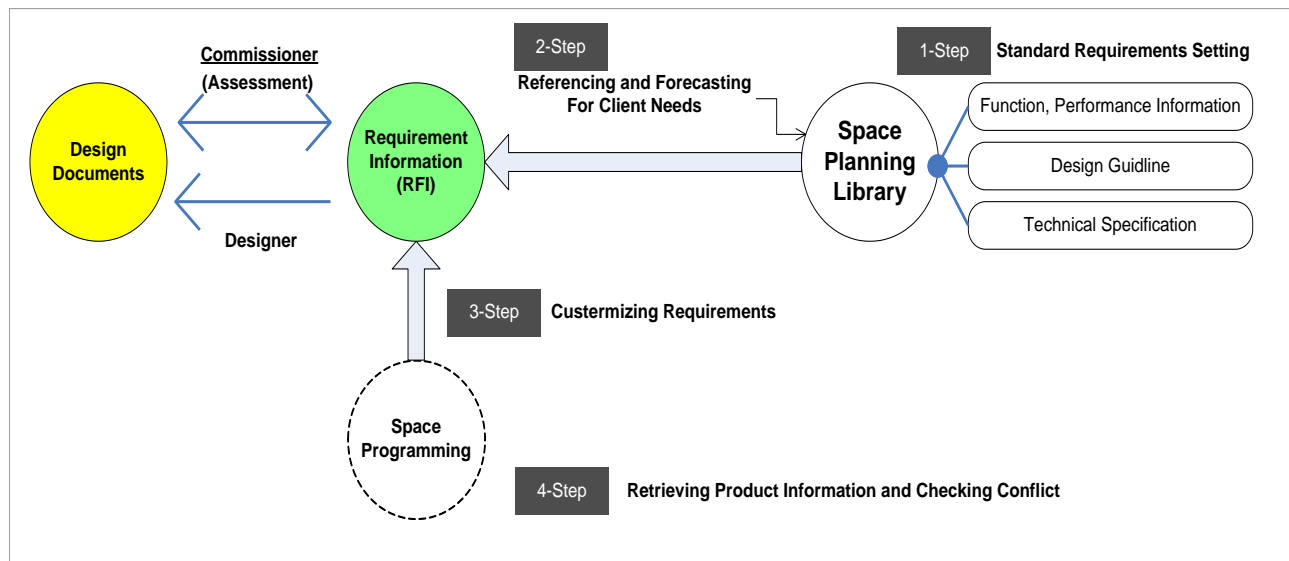 Commissioner
(Assessment)
Design
Documents
Designer
Requirement
Information
(RFI)
2-Step
Referencing and Forecasting
For Client Needs
1-Step
Standard Requirements Setting
Space
Planning
Library
Function, Performance Information
Design Guidline
Technical Specification
3-Step
Custermizing Requirements
Space
Programming
4-Step
Retrieving Product Information and Checking Conflict